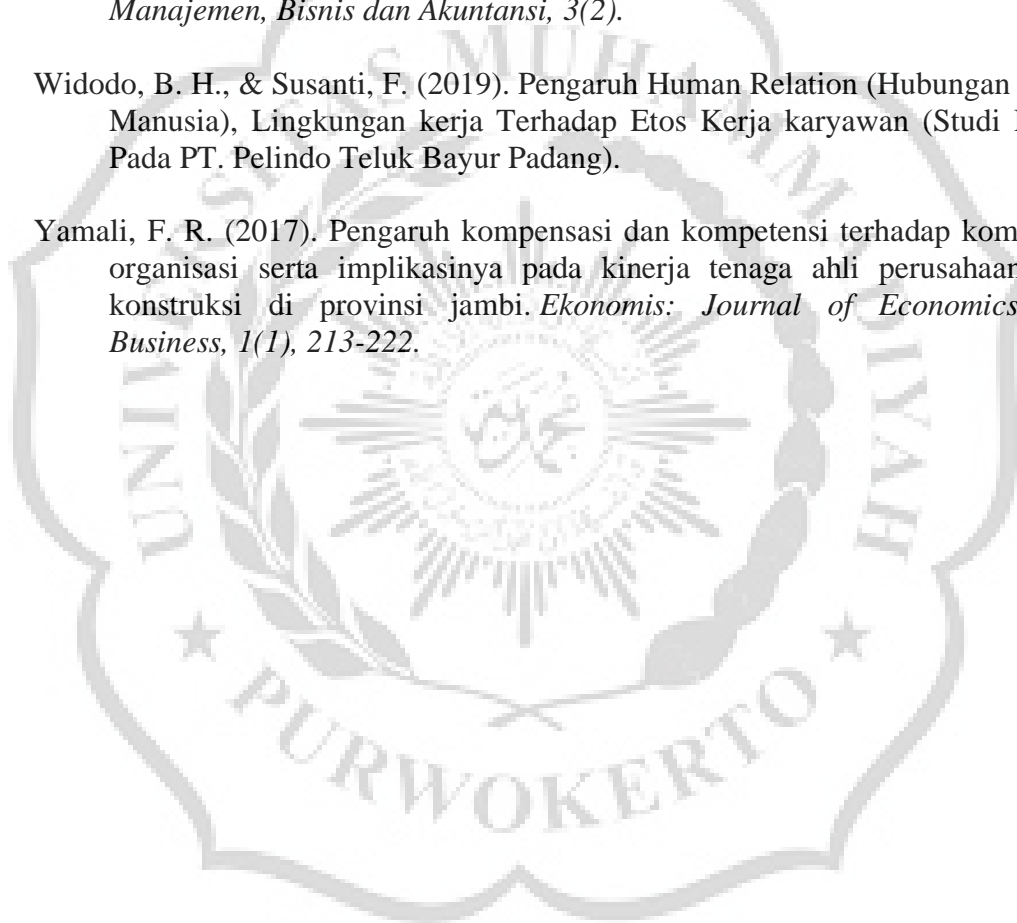 Manajemen, Bisnis dan Akuntansi, 3(2).
Widodo, B. H., & Susanti, F. (2019). Pengaruh Human Relation (Hubungan
Manusia), Lingkungan kerja Terhadap Etos Kerja karyawan (Studi
Pada PT. Pelindo Teluk Bayur Padang).
Yamali, F. R. (2017). Pengaruh kompensasi dan kompetensi terhadap kom
organisasi serta implikasinya pada kinerja tenaga ahli perusahaan
konstruksi di provinsi jambi. Ekonomis: Journal of Economics
Business, 1(1), 213-222.
UNIVERSITAS MUHAMMADIYAH
PURWOKERTO